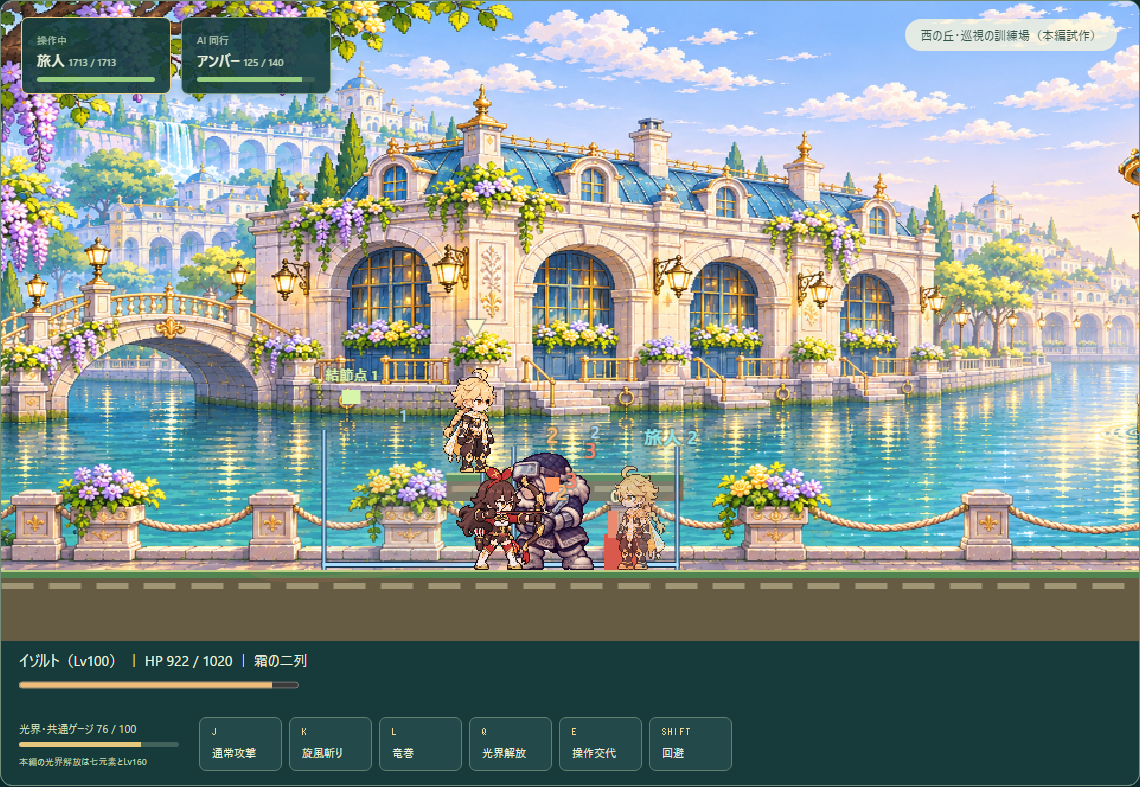 操作中
旅人 1713 / 1713
AI 同行
アンバー 125 / 140
西の丘・巡視の訓練場（本編試作）
結節点 1
1
2
2
3
3
旅人 2
イゾルト（Lv100） | HP 922 / 1020 | 霜の二列
光界・共通ゲージ 76 / 100
本編の光界解放は七元素とLv160
J
通常攻撃
K
旋風斬り
L
竜巻
Q
光界解放
E
操作交代
SHIFT
回避